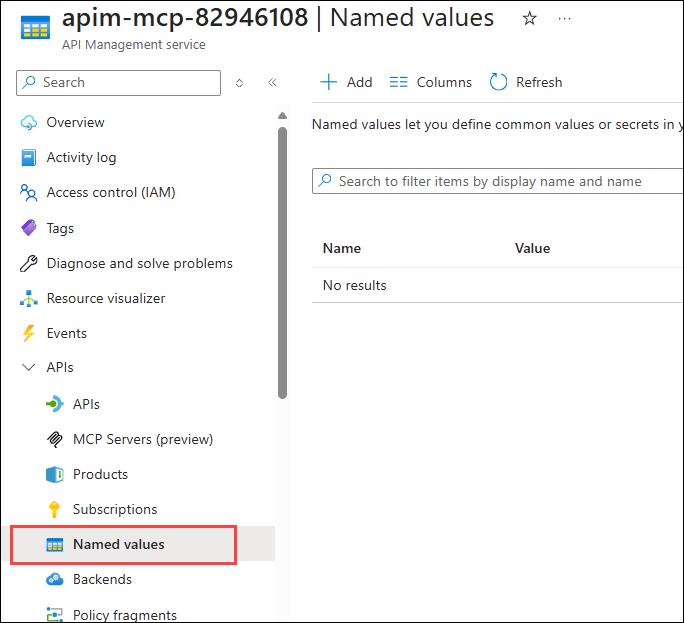 apim-mcp-82946108 | Named values
API Management service
Search
Add Columns Refresh
Overview
Activity log
Access control (IAM)
Tags
Diagnose and solve problems
Resource visualizer
Events
APIs
APIs
MCP Servers (preview)
Products
Subscriptions
Named values
Backends
Policy fragments
Named values let you define common values or secrets in
Search to filter items by display name and name
Name Value
No results